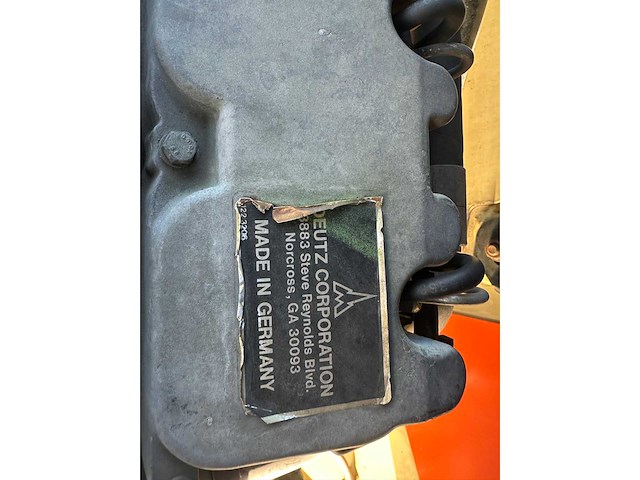 DEUTZ CORPORATION
3883 Steve Reynolds Blvd.
Norcross, GA 30093
MADE IN GERMANY